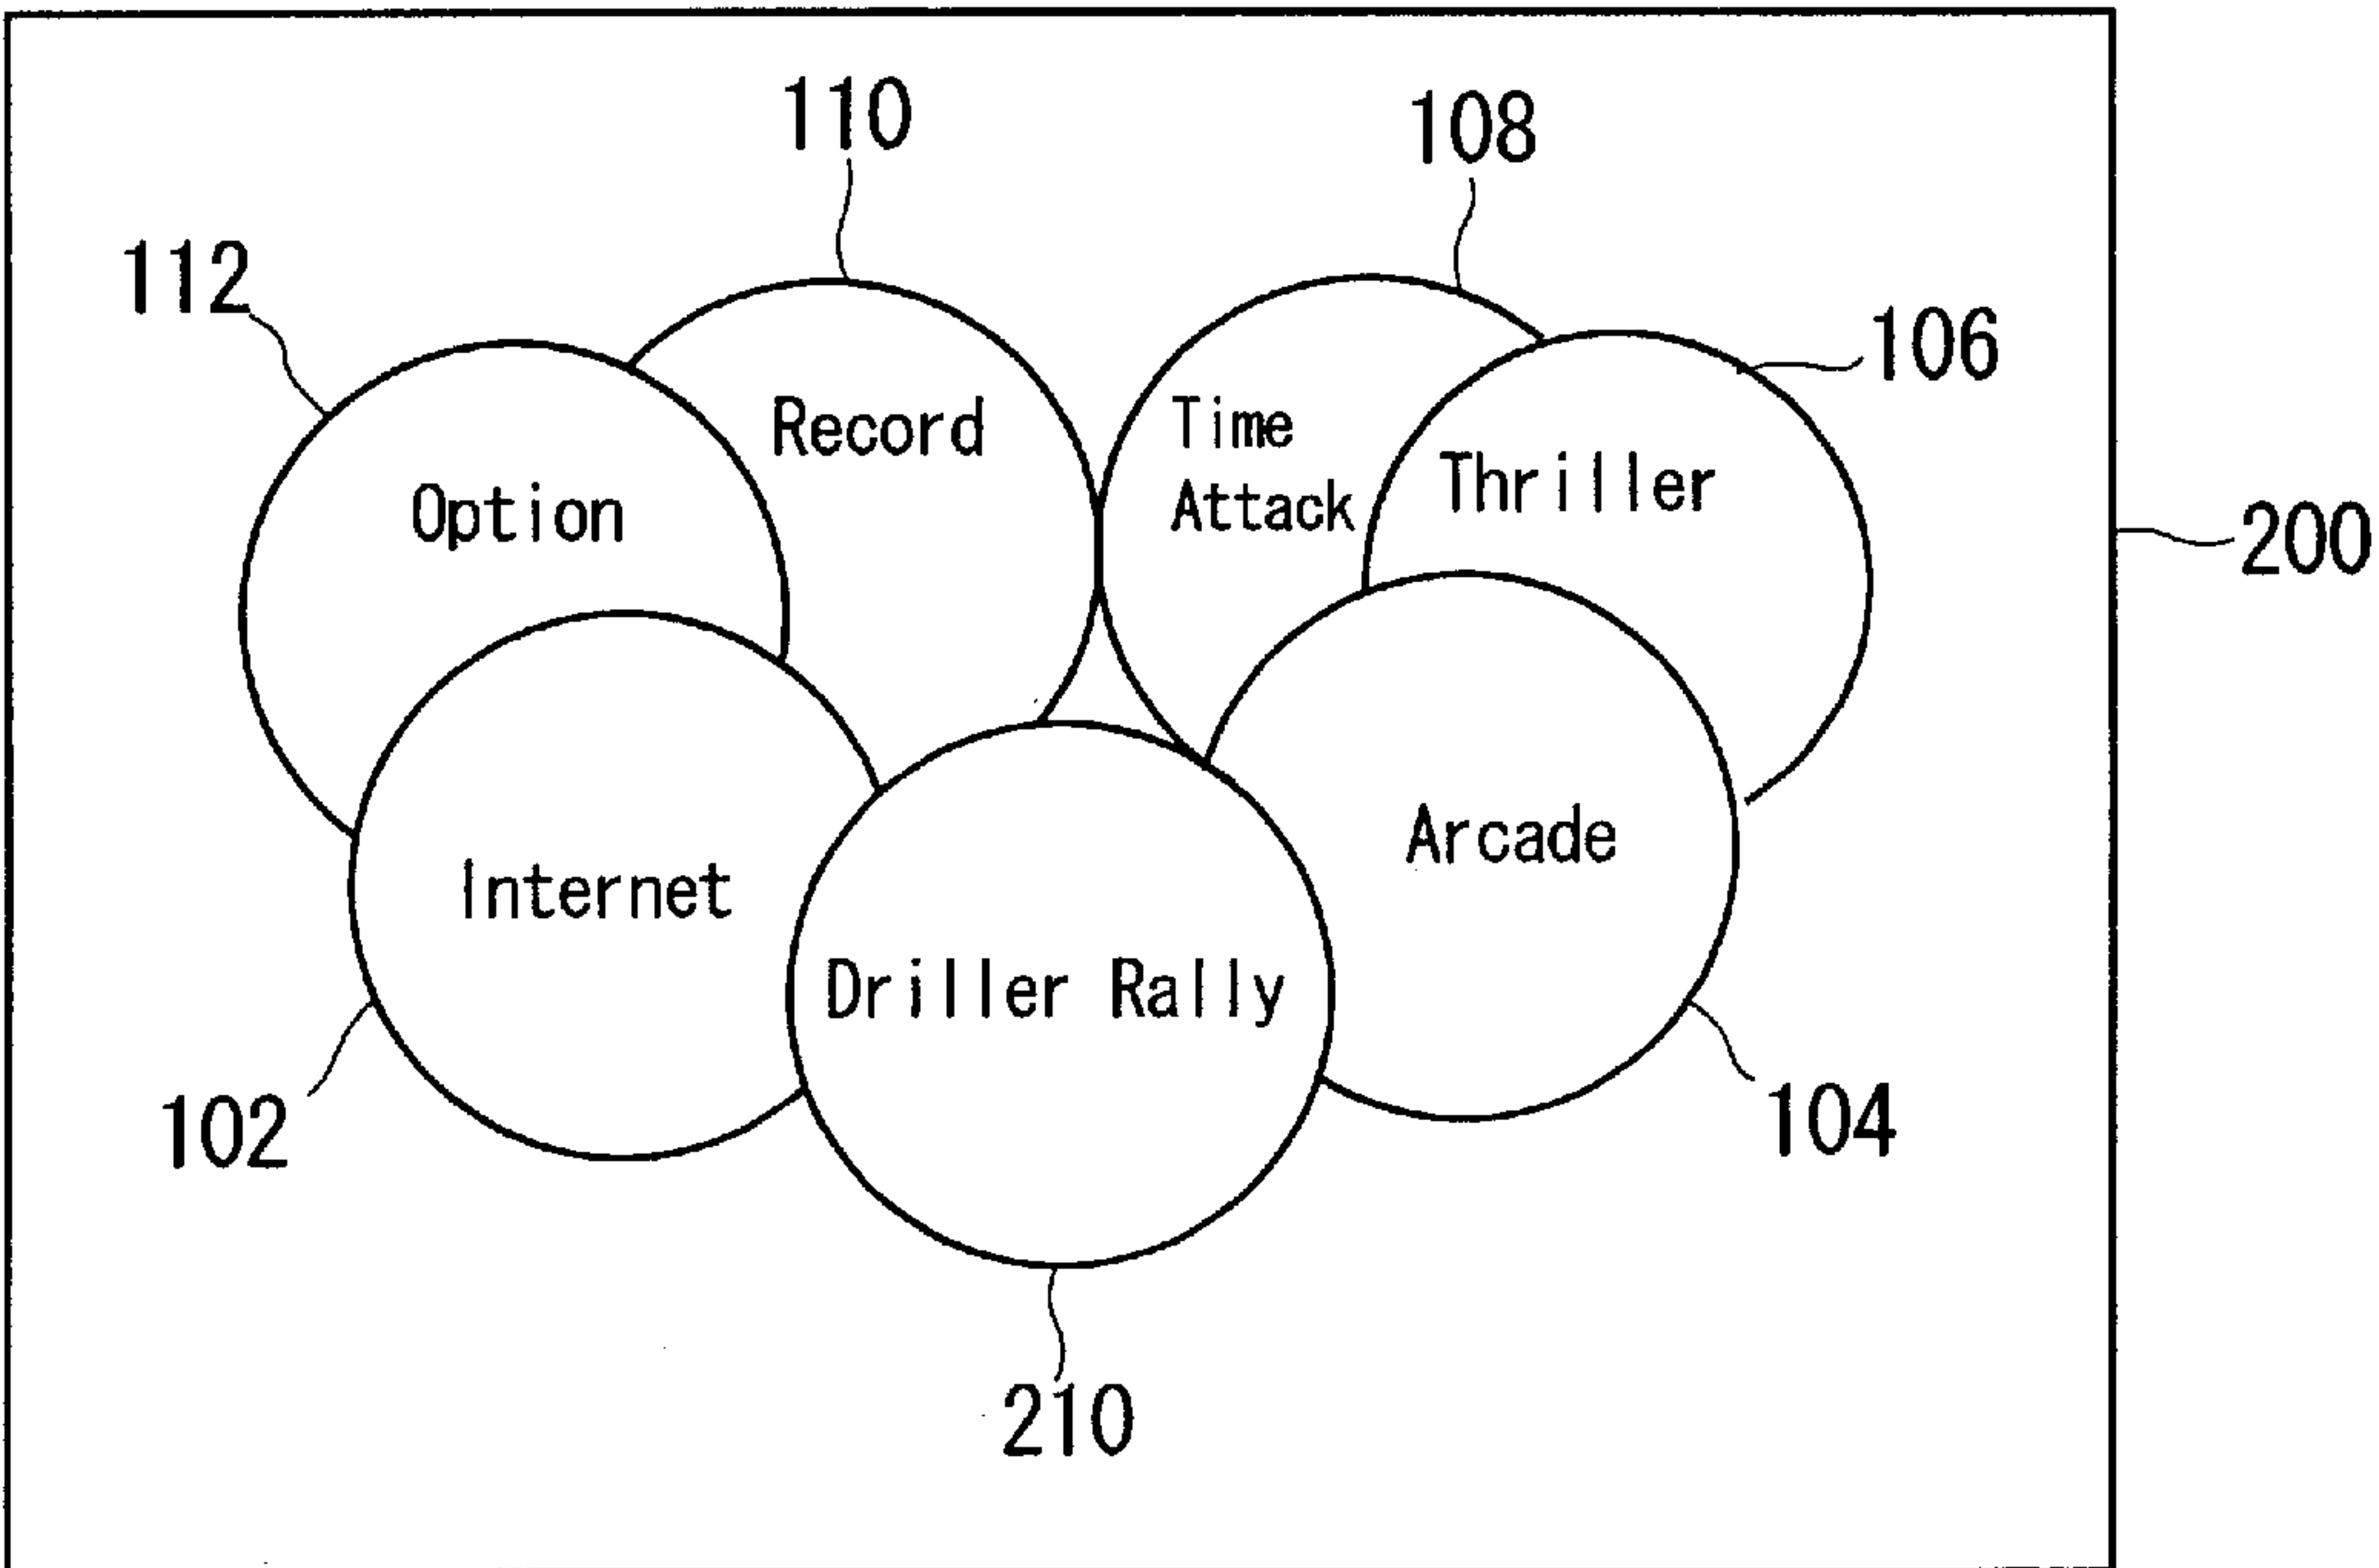 110
108
112
106
Record
Time
Attack
Thriller
Option
200
Arcade
Internet
Driller Rally
102
104
210